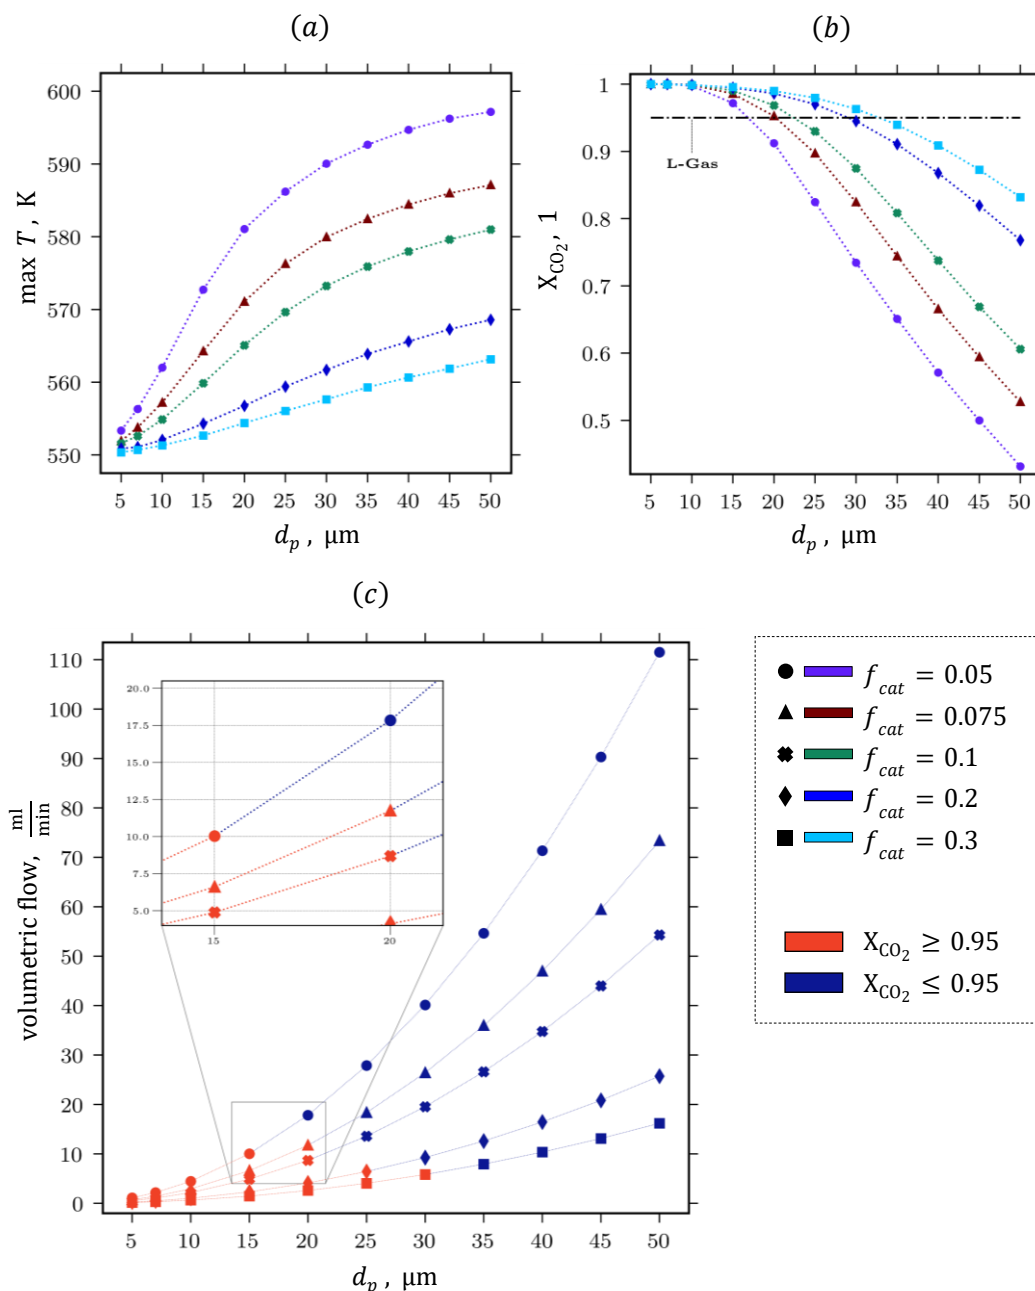 (a)
600
590
580
570
560
550
max T , K
5 10 15 20 25 30 35 40 45 50
d_p , μm
(b)
1
0.9
0.8
0.7
0.6
0.5
X_CO₂, 1
L-Gas
5 10 15 20 25 30 35 40 45 50
d_p , μm
(c)
110
100
90
80
70
60
50
40
30
20
10
0
volumetric flow, ml/min
20.0
17.5
15.0
12.5
10.0
7.5
5.0
15 20
5 10 15 20 25 30 35 40 45 50
d_p , μm
f_cat = 0.05
f_cat = 0.075
f_cat = 0.1
f_cat = 0.2
f_cat = 0.3
X_CO₂ ≥ 0.95
X_CO₂ ≤ 0.95